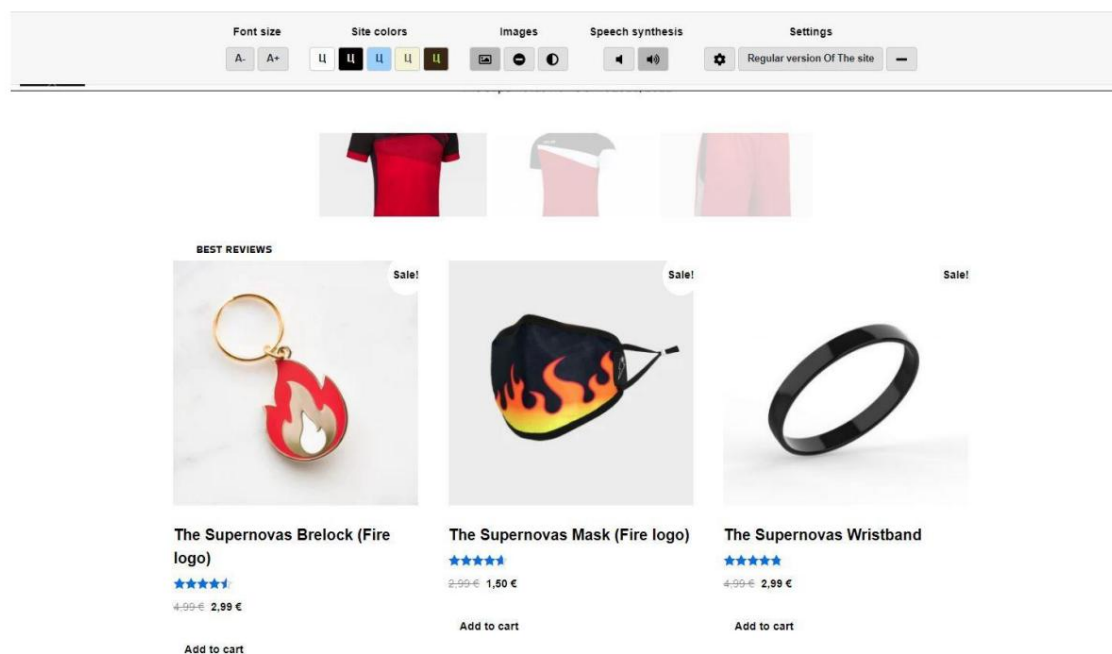 Font size Site colors Images Speech synthesis Settings
A- A+ Ц Ц Ц Ц Ц Regular version Of The site
BEST REVIEWS
Sale! Sale! Sale!
The Supernovas Brelock (Fire logo)
4,99 € 2,99 €
Add to cart
The Supernovas Mask (Fire logo)
2,99 € 1,50 €
Add to cart
The Supernovas Wristband
4,99 € 2,99 €
Add to cart